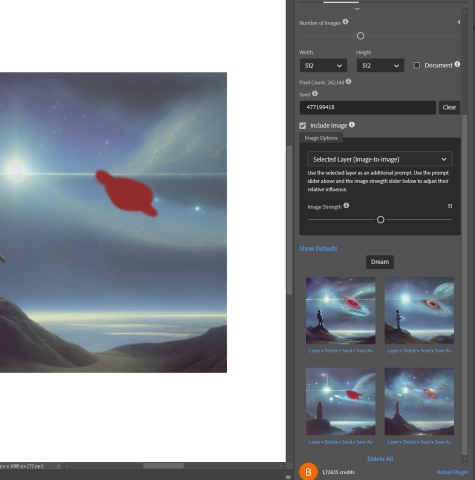 Number of Images
4
Width Height
512 512 Document
Pixel Count: 262,144
Seed
477199418 Clear
Include Image
Image Options
Selected Layer (Image-to-Image)
Use the selected layer as an additional prompt. Use the prompt
slider above and the image strength slider below to adjust their
relative influence.
Image Strength 51
Show Defaults
Dream
Layer • Delete • Seed • Save As Layer • Delete • Seed • Save As
Layer • Delete • Seed • Save As Layer • Delete • Seed • Save As
Delete All
px x 1080 px (72 ppi)
B 1,728.15 credits Reload Plugin